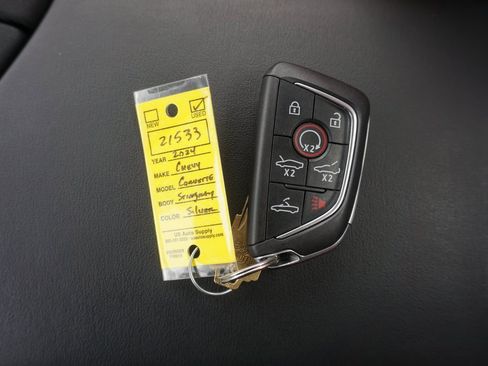 NEW
USED
21533
YEAR 2024
MAKE CHEVY
MODEL CORVETTE
BODY Stingray
COLOR Silver
US Auto Supply
X2
X2
X2